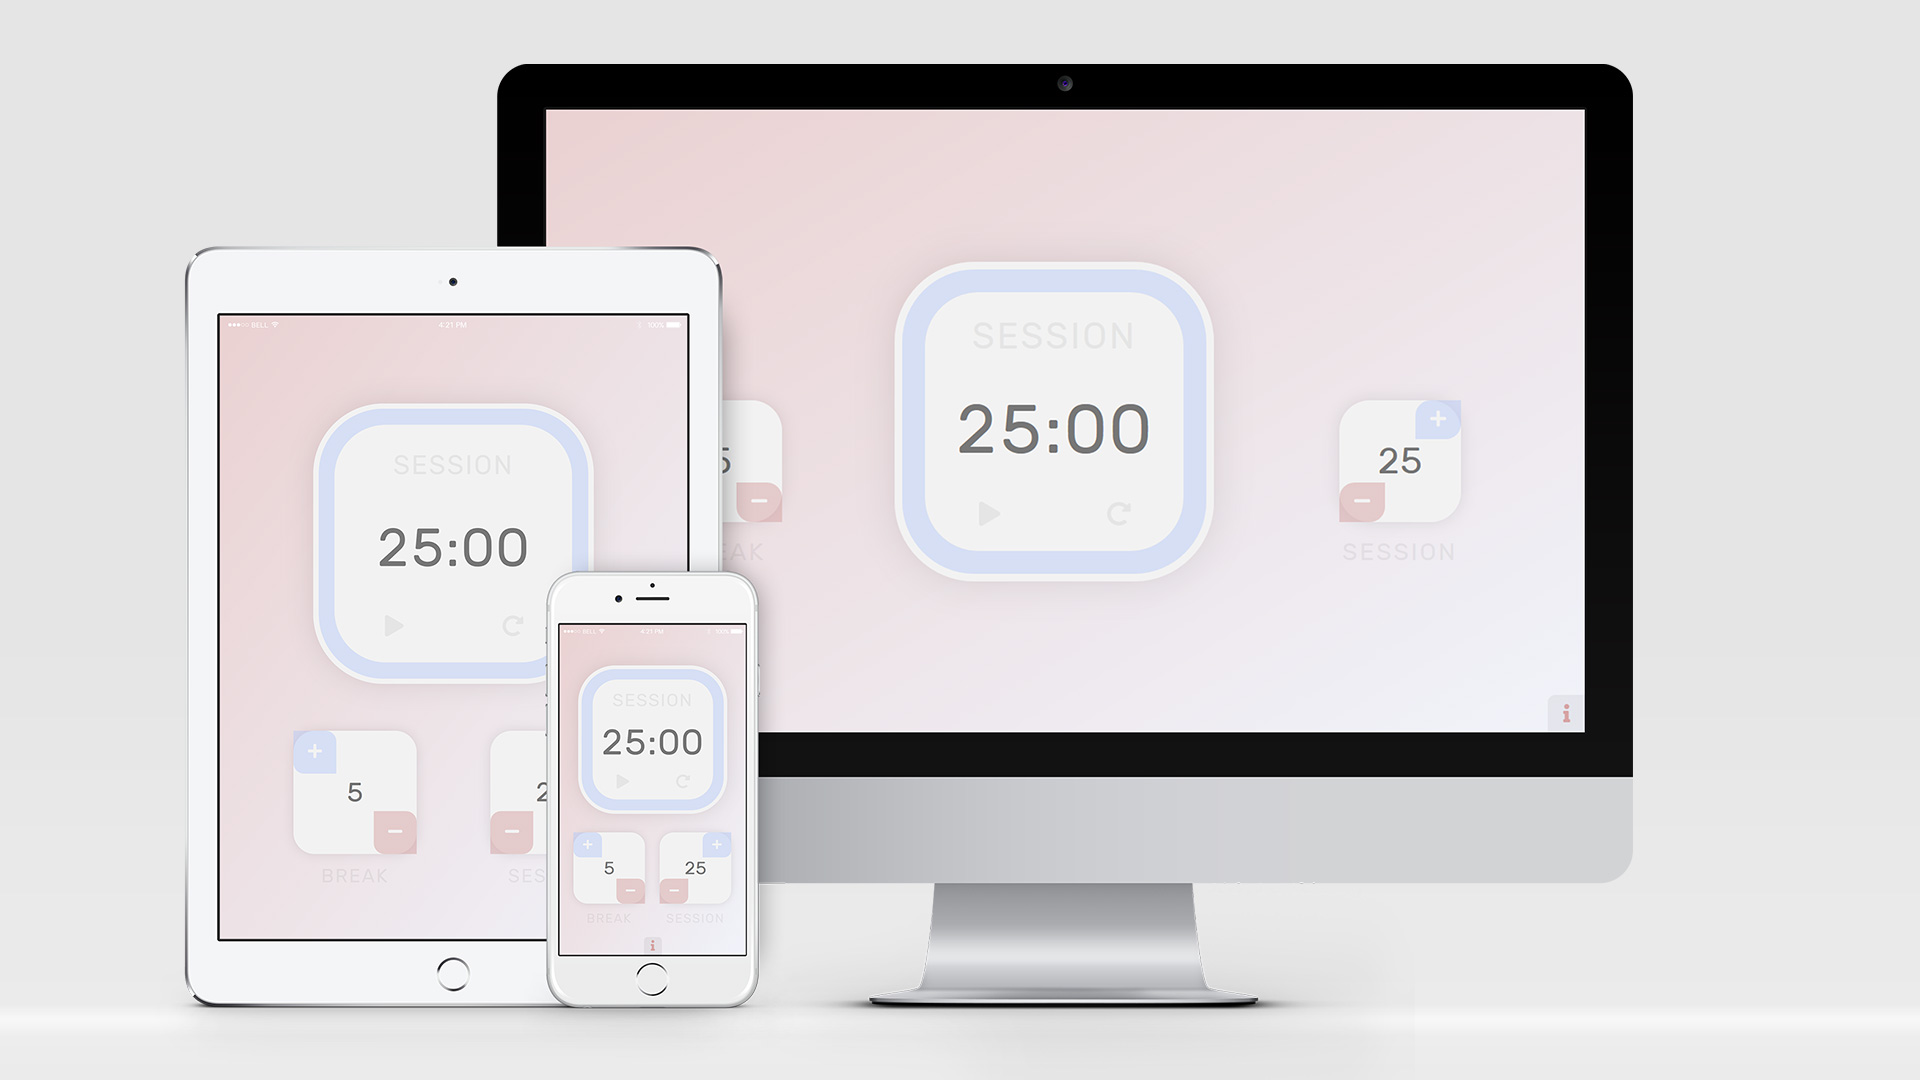 SESSION
25:00
5
EAK
+
25
−
SESSION
i
BELL 4:21 PM 100%
SESSION
25:00
+
5
−
BREAK
−
2
SES
BELL 4:21 PM 100%
SESSION
25:00
+
5
−
BREAK
+
25
−
SESSION
i